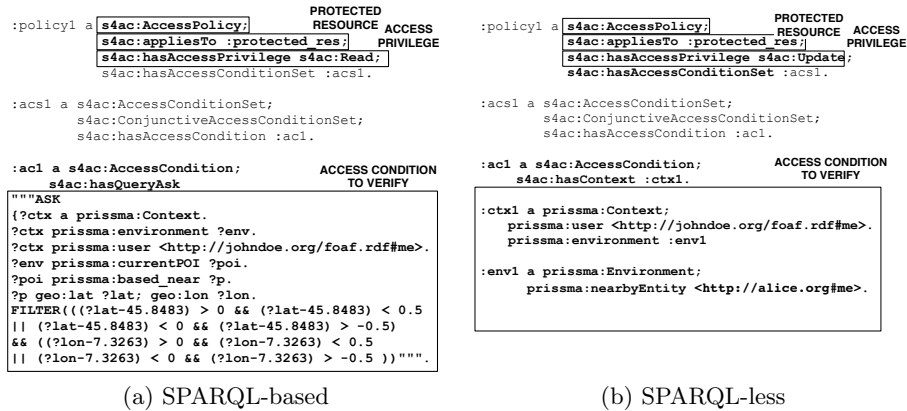 :policy1 a s4ac:AccessPolicy;
s4ac:appliesTo :protected_res;
s4ac:hasAccessPrivilege s4ac:Read;
s4ac:hasAccessConditionSet :acs1.
PROTECTED
RESOURCE
ACCESS
PRIVILEGE
:acs1 a s4ac:AccessConditionSet;
s4ac:ConjunctiveAccessConditionSet;
s4ac:hasAccessCondition :ac1.
:ac1 a s4ac:AccessCondition;
s4ac:hasQueryAsk
ACCESS CONDITION
TO VERIFY
"""ASK
{?ctx a prissma:Context.
?ctx prissma:environment ?env.
?ctx prissma:user <http://johndoe.org/foaf.rdf#me>.
?env prissma:currentPOI ?poi.
?poi prissma:based_near ?p.
?p geo:lat ?lat; geo:lon ?lon.
FILTER(((?lat-45.8483) > 0 && (?lat-45.8483) < 0.5
|| (?lat-45.8483) < 0 && (?lat-45.8483) > -0.5)
&& ((?lon-7.3263) > 0 && (?lon-7.3263) < 0.5
|| (?lon-7.3263) < 0 && (?lon-7.3263) > -0.5 ))""".
(a) SPARQL-based
:policy1 a s4ac:AccessPolicy;
s4ac:appliesTo :protected_res;
s4ac:hasAccessPrivilege s4ac:Update;
s4ac:hasAccessConditionSet :acs1.
PROTECTED
RESOURCE
ACCESS
PRIVILEGE
:acs1 a s4ac:AccessConditionSet;
s4ac:ConjunctiveAccessConditionSet;
s4ac:hasAccessCondition :ac1.
:ac1 a s4ac:AccessCondition;
s4ac:hasContext :ctx1.
ACCESS CONDITION
TO VERIFY
:ctx1 a prissma:Context;
prissma:user <http://johndoe.org/foaf.rdf#me>.
prissma:environment :env1
:env1 a prissma:Environment;
prissma:nearbyEntity <http://alice.org#me>.
(b) SPARQL-less